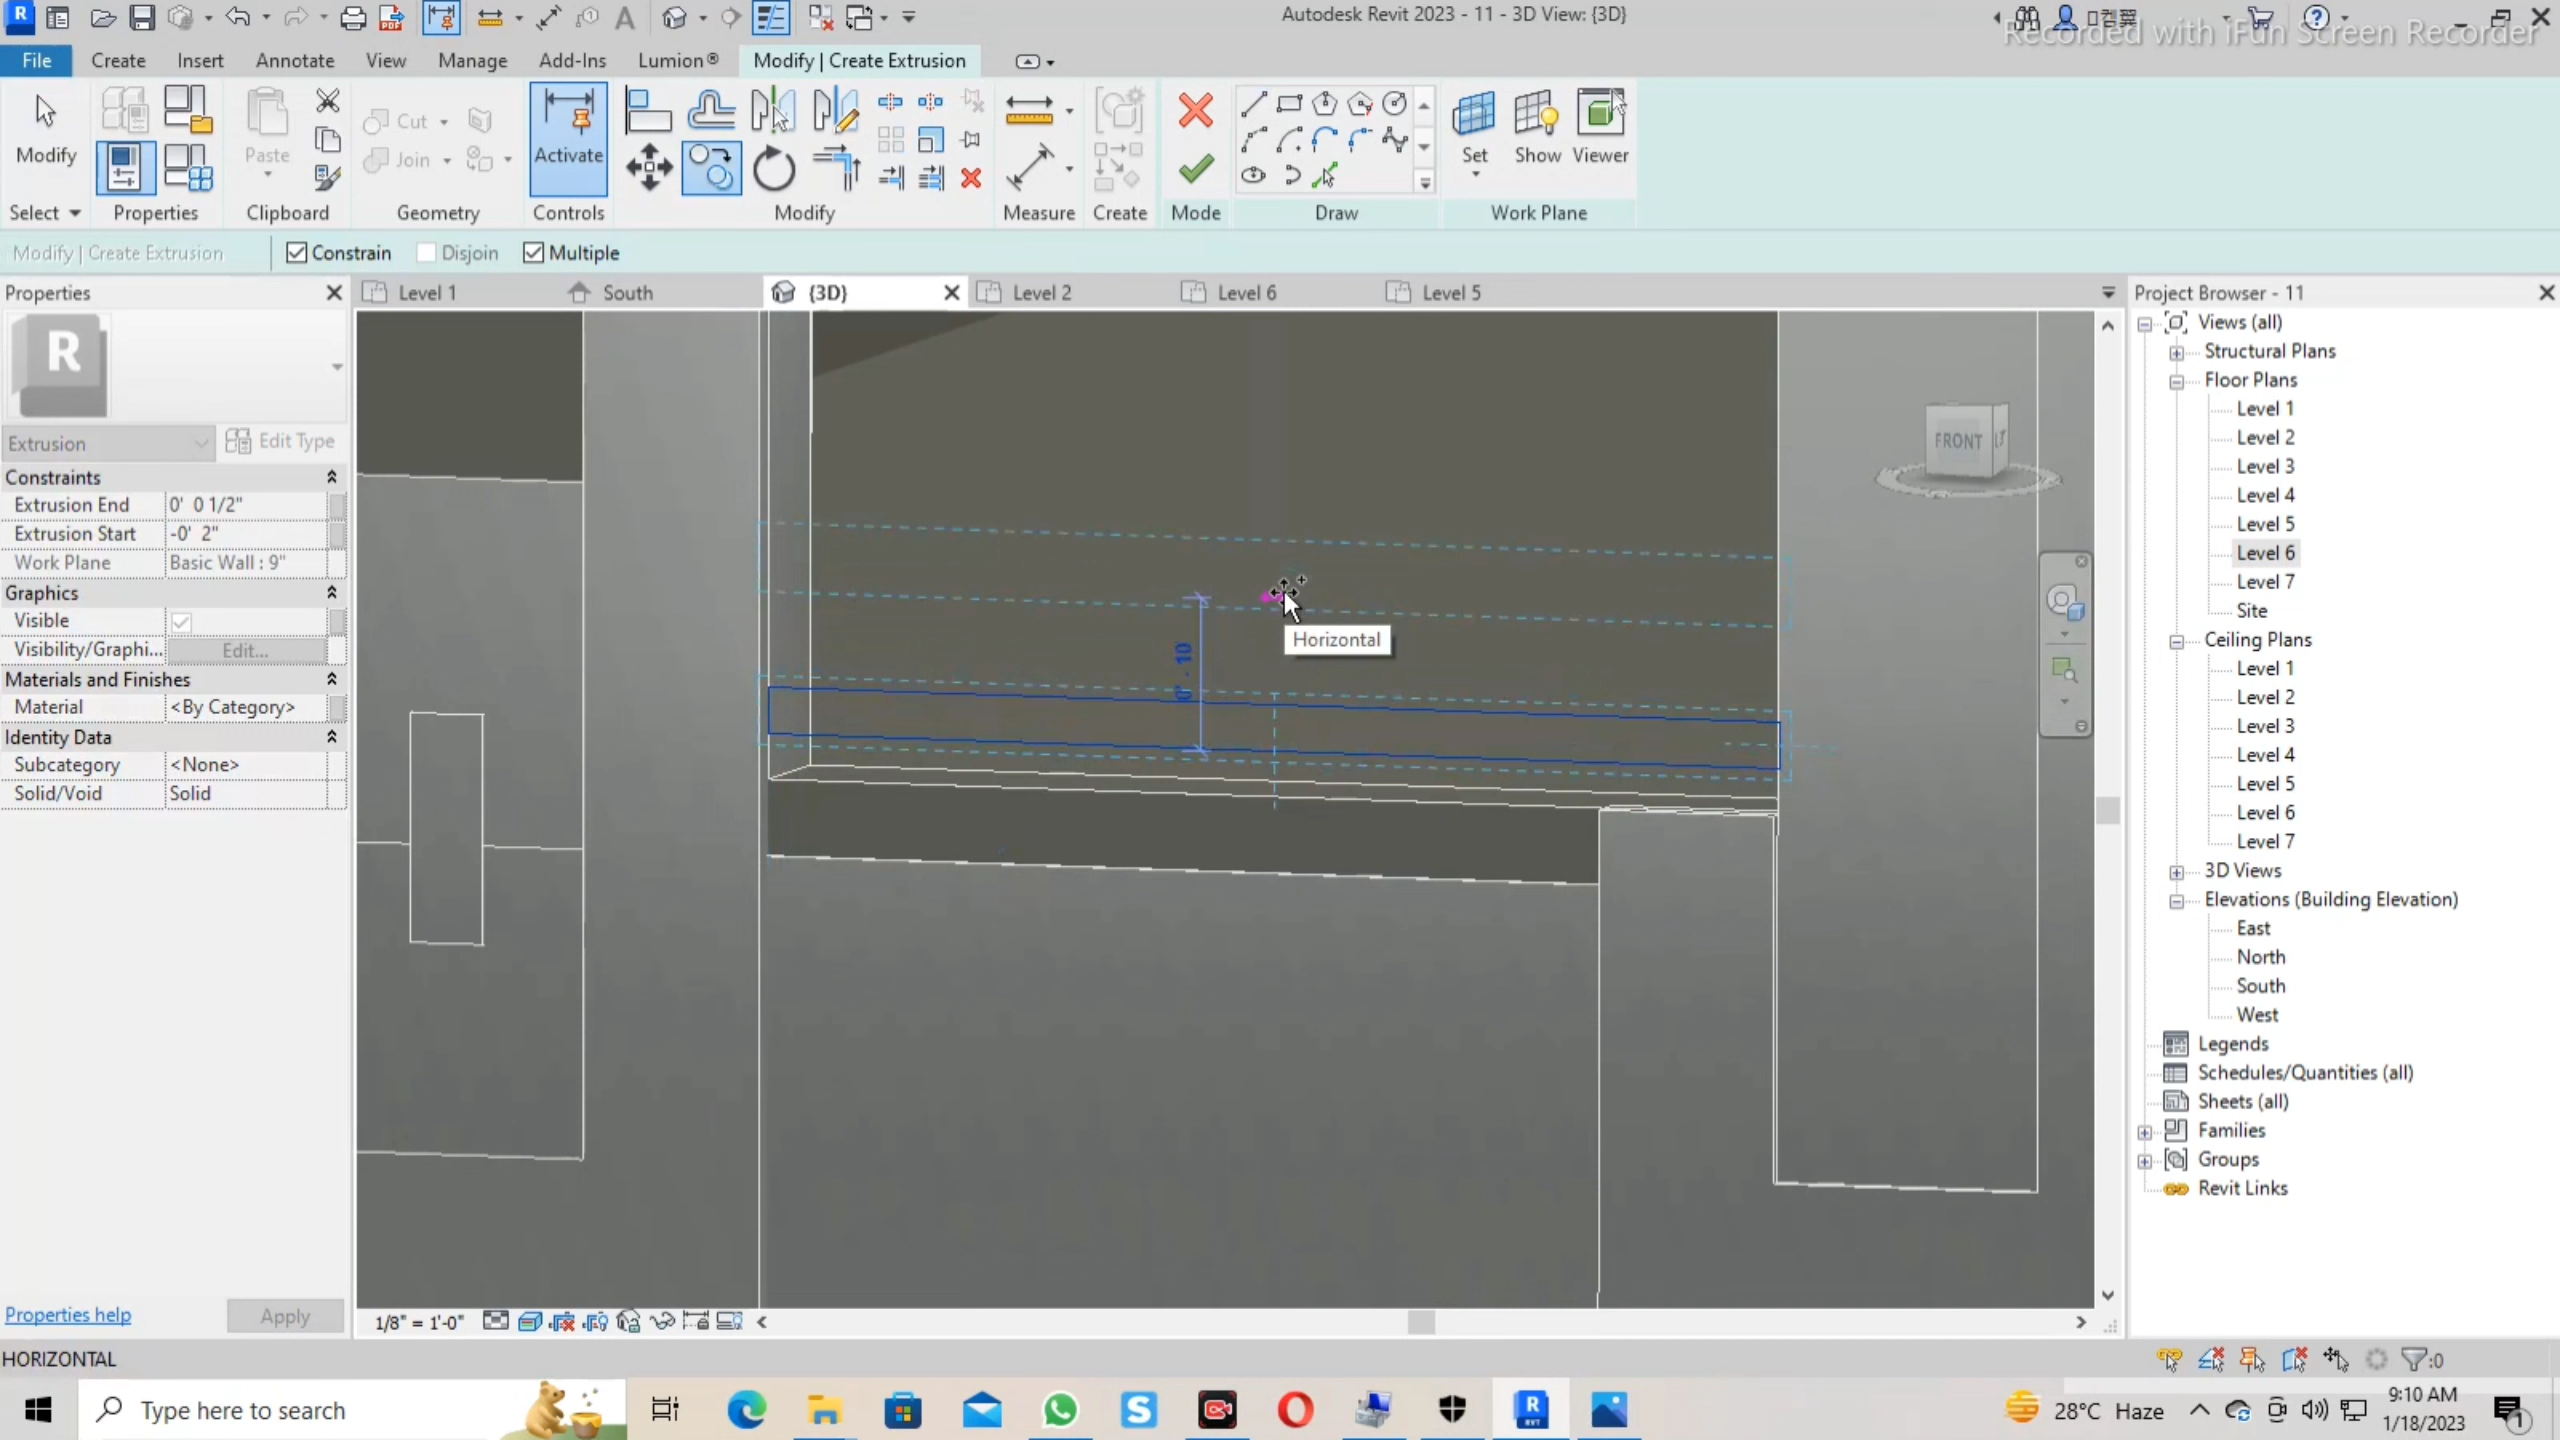 Autodesk Revit 2023 - 11 - 3D View: {3D}
Recorded with iFun Screen Recorder
File Create Insert Annotate View Manage Add-Ins Lumion® Modify | Create Extrusion
Modify Paste Cut Join Activate Set Show Viewer
Select Properties Clipboard Geometry Controls Modify Measure Create Mode Draw Work Plane
Modify | Create Extrusion Constrain Disjoin Multiple
Properties
Level 1 South {3D} Level 2 Level 6 Level 5
Project Browser - 11
R
Extrusion Edit Type
Constraints
Extrusion End 0' 0 1/2"
Extrusion Start -0' 2"
Work Plane Basic Wall : 9"
Graphics
Visible
Visibility/Graphi... Edit...
Materials and Finishes
Material <By Category>
Identity Data
Subcategory <None>
Solid/Void Solid
Properties help Apply
FRONT
Horizontal
Views (all)
Structural Plans
Floor Plans
Level 1
Level 2
Level 3
Level 4
Level 5
Level 6
Level 7
Site
Ceiling Plans
Level 1
Level 2
Level 3
Level 4
Level 5
Level 6
Level 7
3D Views
Elevations (Building Elevation)
East
North
South
West
Legends
Schedules/Quantities (all)
Sheets (all)
Families
Groups
Revit Links
1/8" = 1'-0"
HORIZONTAL
:0
Type here to search
28°C Haze
9:10 AM
1/18/2023
1